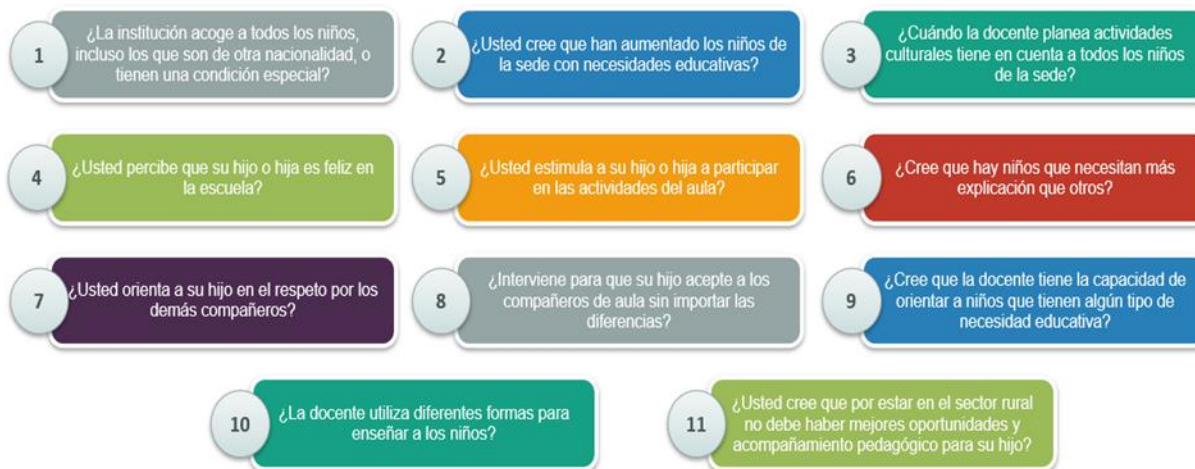 1
¿La institución acoge a todos los niños,
incluso los que son de otra nacionalidad, o
tienen una condición especial?
2
¿Usted cree que han aumentado los niños de
la sede con necesidades educativas?
3
¿Cuándo la docente planea actividades
culturales tiene en cuenta a todos los niños
de la sede?
4
¿Usted percibe que su hijo o hija es feliz en
la escuela?
5
¿Usted estimula a su hijo o hija a participar
en las actividades del aula?
6
¿Cree que hay niños que necesitan más
explicación que otros?
7
¿Usted orienta a su hijo en el respeto por los
demás compañeros?
8
¿Interviene para que su hijo acepte a los
compañeros de aula sin importar las
diferencias?
9
¿Cree que la docente tiene la capacidad de
orientar a niños que tienen algún tipo de
necesidad educativa?
10
¿La docente utiliza diferentes formas para
enseñar a los niños?
11
¿Usted cree que por estar en el sector rural
no debe haber mejores oportunidades y
acompañamiento pedagógico para su hijo?